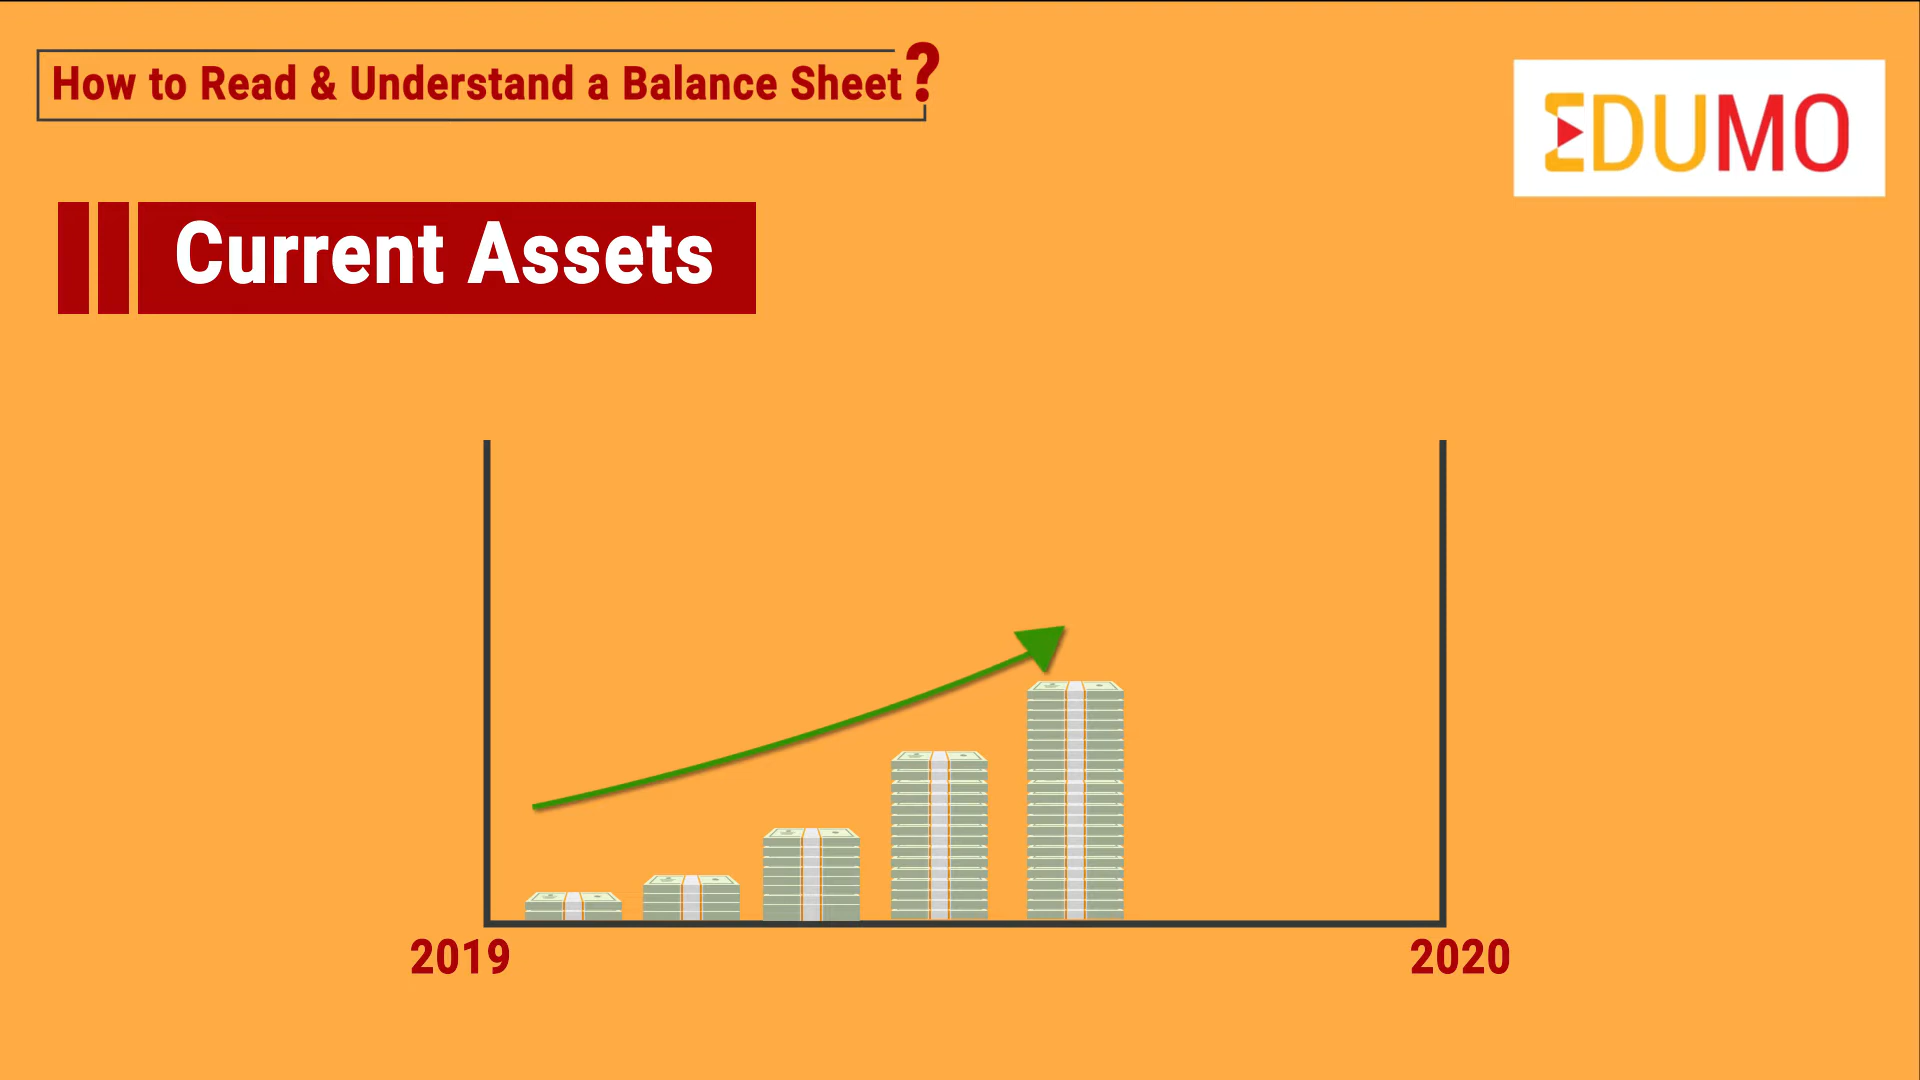 How to Read & Understand a Balance Sheet?
EDUMO
Current Assets
2019
2020